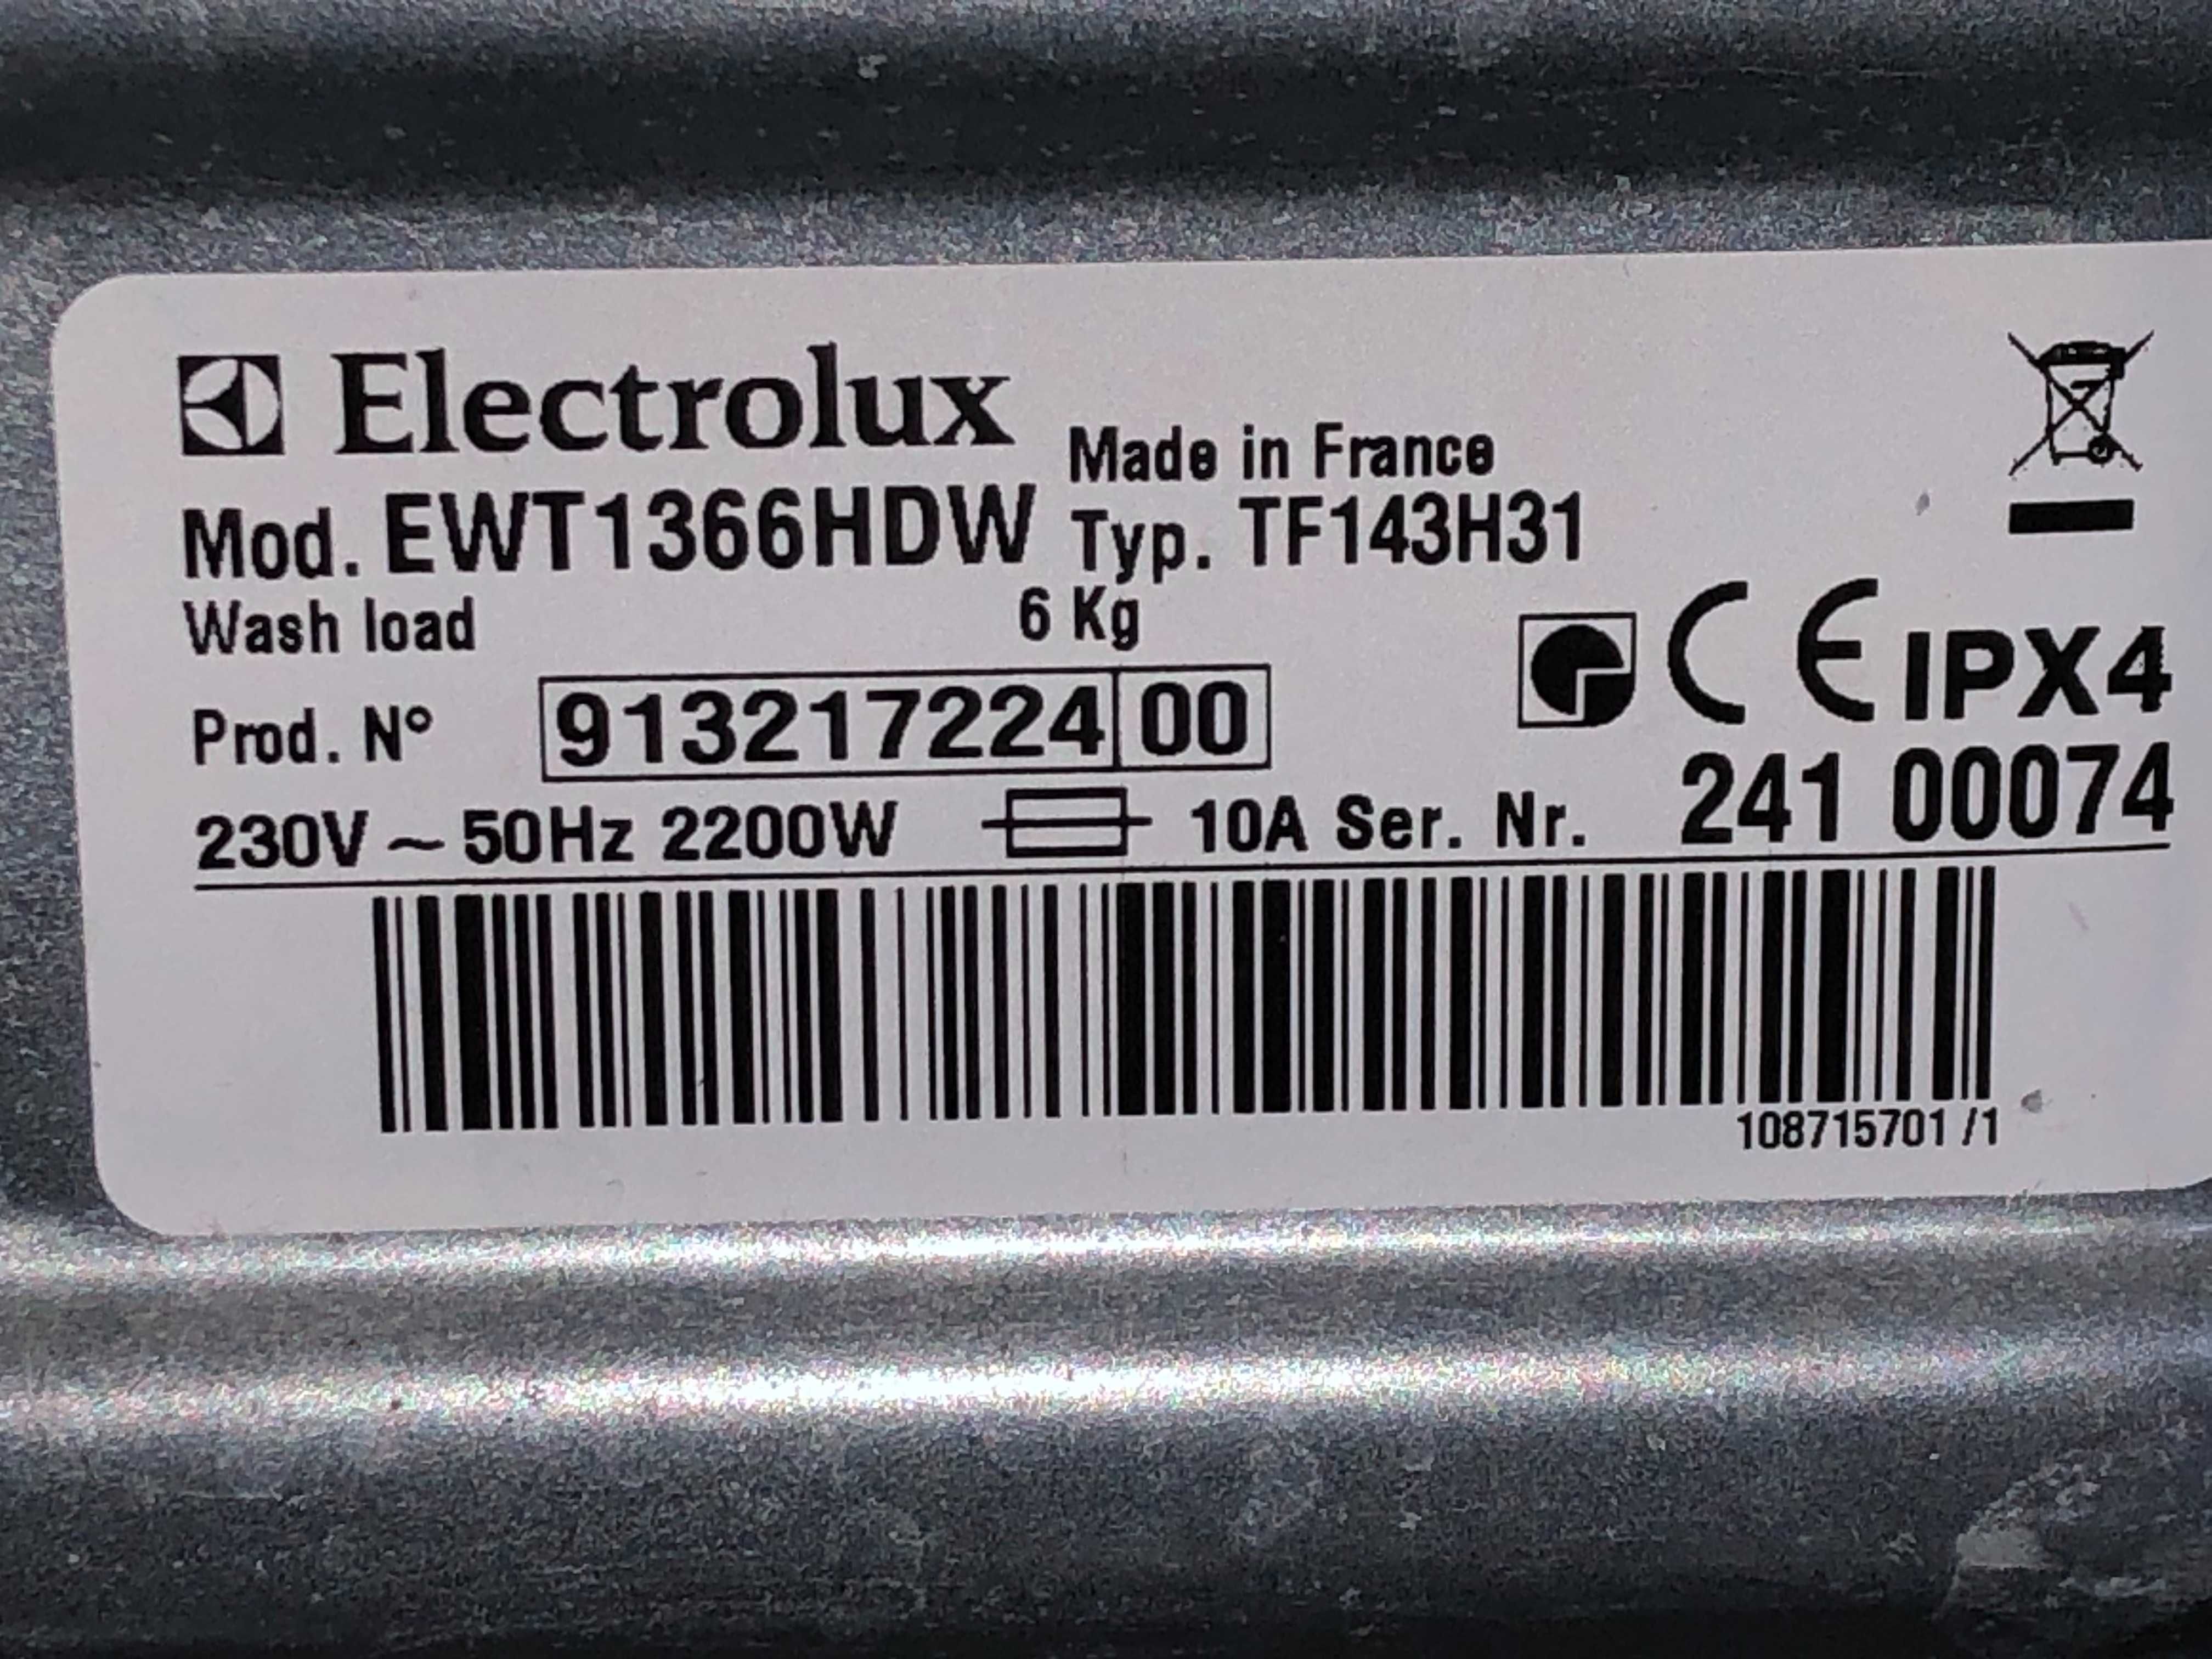 Electrolux Made in France
Mod. EWT1366HDW Typ. TF143H31
Wash load 6 Kg
CE IPX4
Prod. N° 913217224 00
230V ~ 50Hz 2200W 10A Ser. Nr. 241 00074
108715701 /1